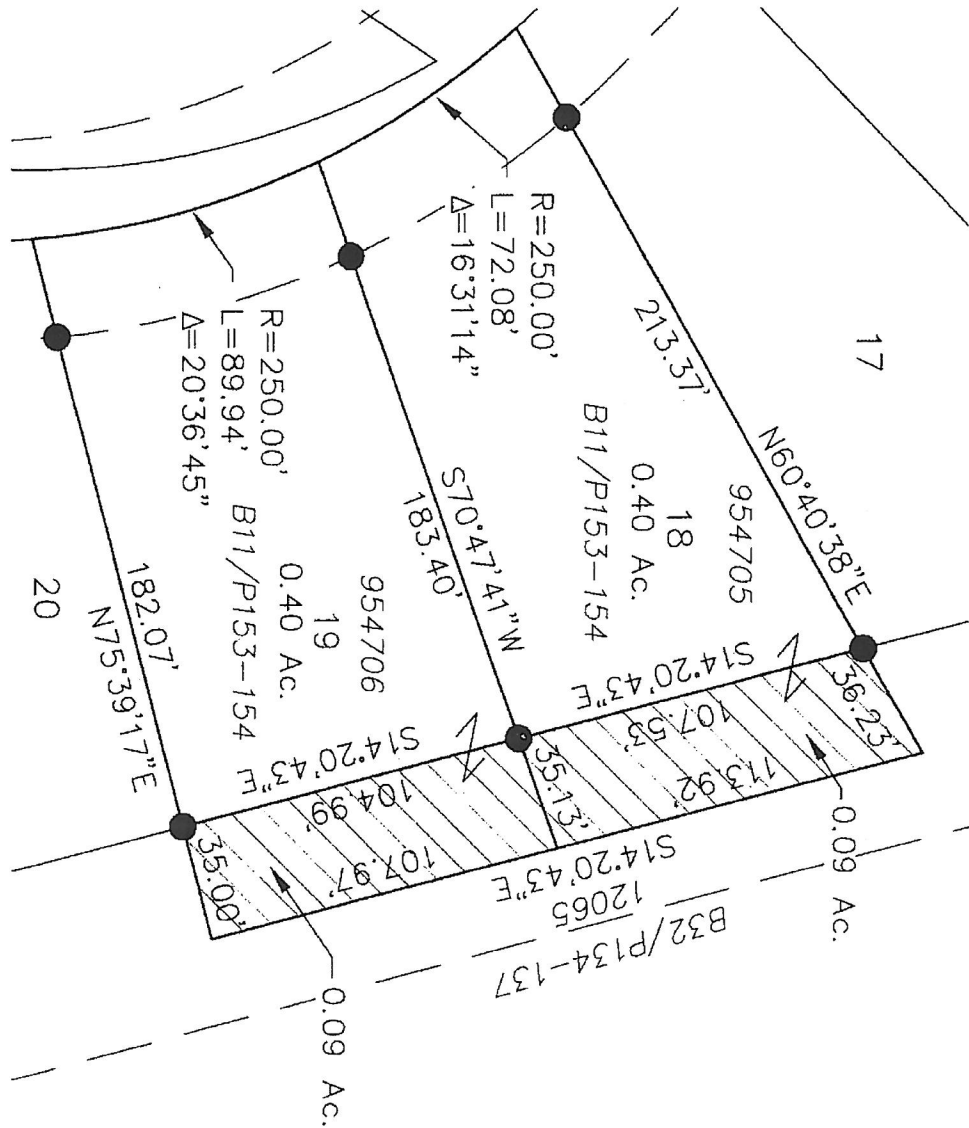 17
N60°40'38"E
213.37'
954705
18
0.40 Ac.
B11/P153-154
R=250.00'
L=72.08'
Δ=16°31'14"
S70°47'41"W
183.40'
S14°20'43"E
107.53'
113.92'
36.23'
35.13'
0.09 Ac.
954706
19
0.40 Ac.
B11/P153-154
R=250.00'
L=89.94'
Δ=20°36'45"
182.07'
N75°39'17"E
20
S14°20'43"E
104.99'
107.97'
35.00'
0.09 Ac.
S14°20'43"E
12065
B32/P134-137